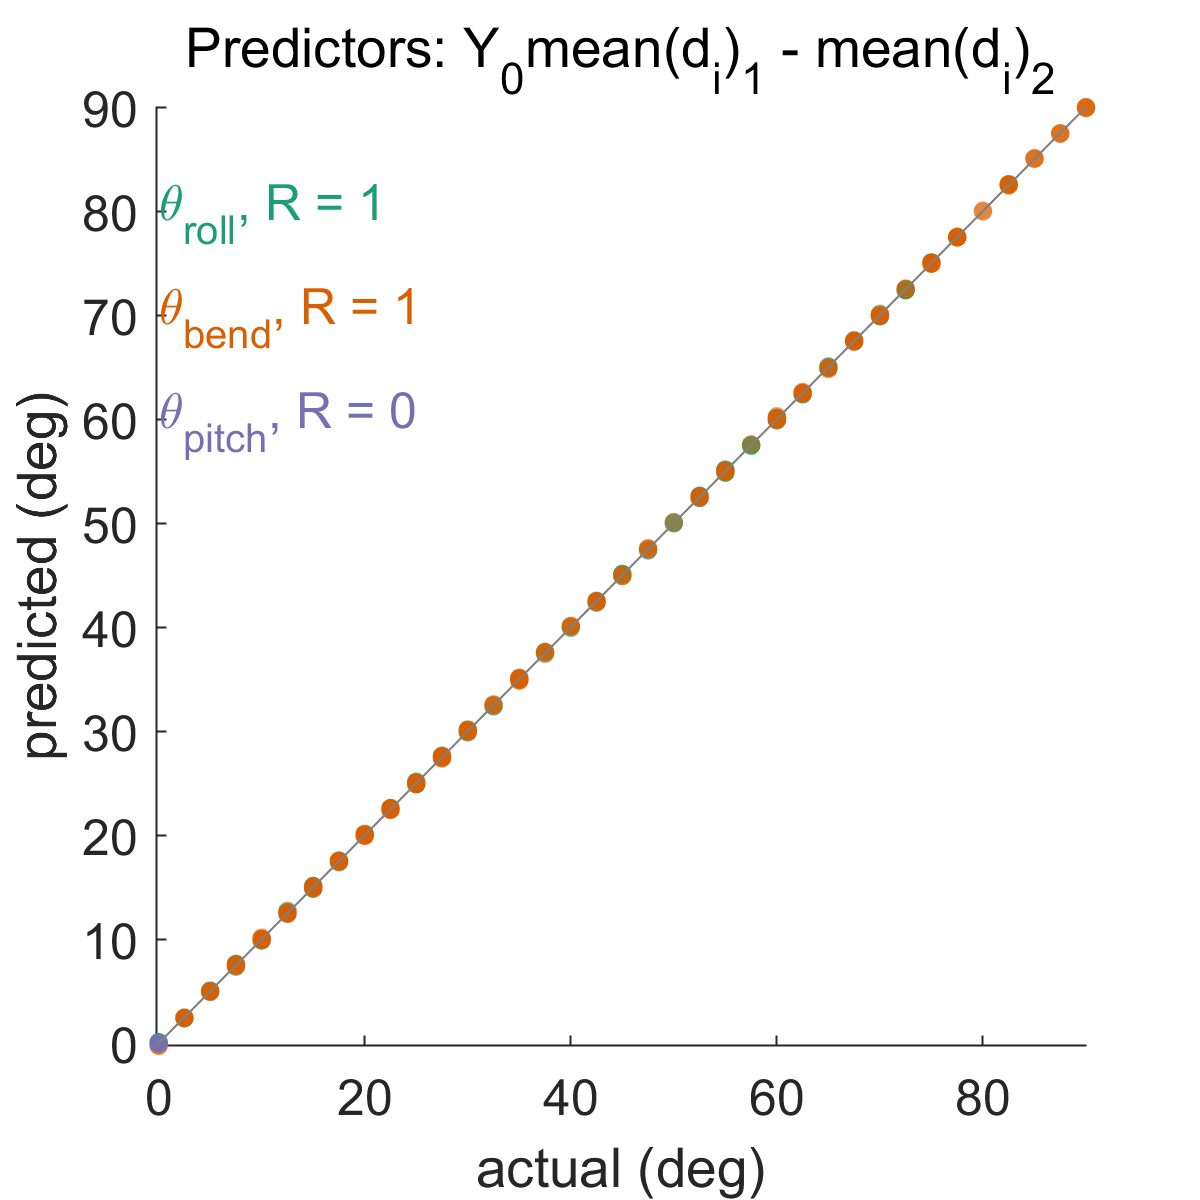 Predictors: Y₀mean(dᵢ)₁ - mean(dᵢ)₂
90
80
70
60
50
40
30
20
10
0
θroll, R = 1
θbend, R = 1
θpitch, R = 0
predicted (deg)
0 20 40 60 80
actual (deg)